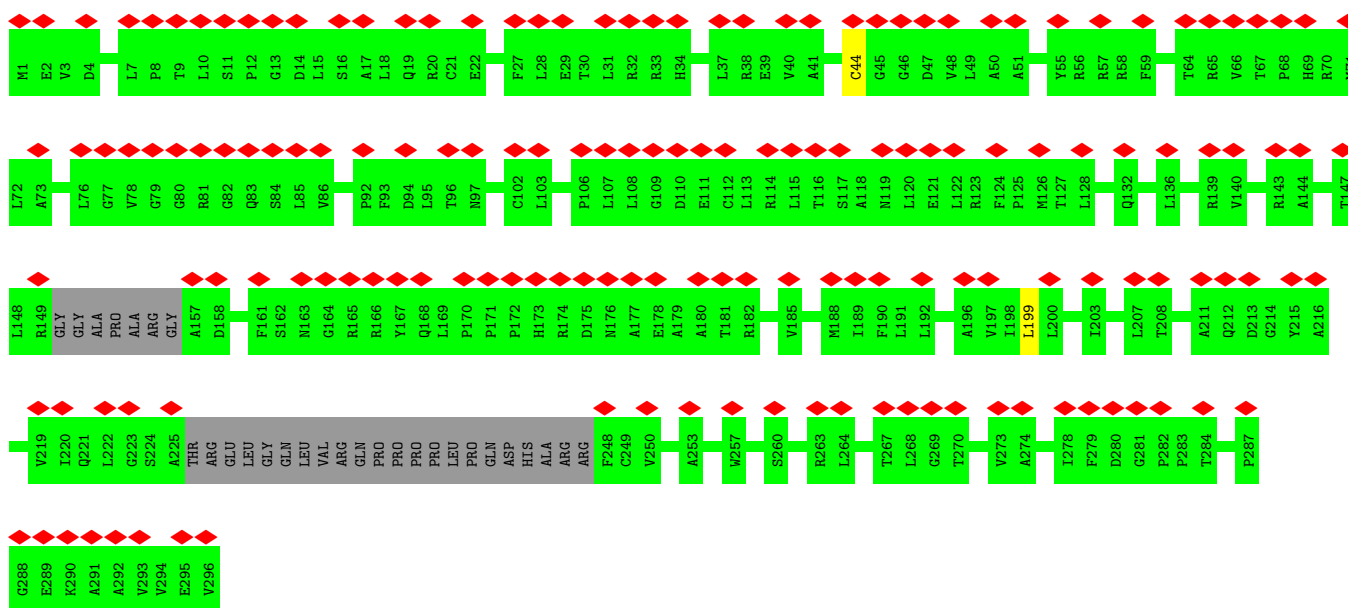 M1 E2 V3 D4 L7 P8 T9 L10 S11 P12 G13 D14 L15 S16 A17 L18 Q19 R20 C21 E22 F27 L28 E29 T30 L31 R32 R33 H34 L37 R38 E39 V40 A41 C44 G45 G46 D47 V48 L49 A50 A51 Y55 R56 R57 R58 F59 T64 R65 V66 T67 P68 H69 R70 M71
L72 A73 L76 G77 V78 G79 G80 R81 G82 Q83 S84 L85 V86 P92 F93 D94 L95 T96 N97 C102 L103 P106 L107 L108 G109 D110 E111 C112 L113 R114 L115 T116 S117 A118 N119 L120 E121 L122 R123 F124 P125 M126 T127 L128 Q132 L136 R139 V140 R143 A144 T147
L148 R149 GLY GLY ALA PRO ALA ARG GLY A157 D158 F161 S162 N163 G164 R165 R166 Y167 Q168 L169 P170 P171 P172 H173 R174 D175 N176 A177 E178 A179 A180 T181 R182 V185 M188 I189 F190 L191 L192 A196 V197 I198 L199 L200 I203 L207 T208 A211 Q212 D213 G214 Y215 A216
V219 I220 Q221 L222 G223 S224 A225 THR ARG GLU LEU GLY GLN LEU VAL ARG GLN PRO PRO PRO PRO LEU PRO GLN ASP HIS ALA ARG ARG F248 C249 V250 A253 W257 S260 R263 L264 T267 L268 G269 T270 V273 A274 I278 F279 D280 G281 P282 P283 T284 P287
G288 E289 K290 A291 A292 V293 V294 E295 V296